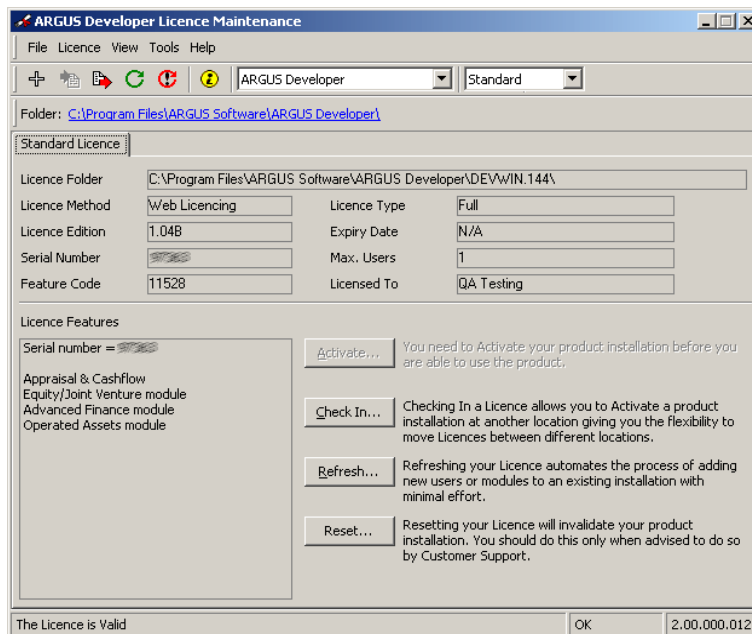 ARGUS Developer Licence Maintenance
File Licence View Tools Help
ARGUS Developer Standard
Folder: C:\Program Files\ARGUS Software\ARGUS Developer\
Standard Licence
Licence Folder C:\Program Files\ARGUS Software\ARGUS Developer\DEVWIN.144\
Licence Method Web Licencing Licence Type Full
Licence Edition 1.04B Expiry Date N/A
Serial Number Max. Users 1
Feature Code 11528 Licensed To QA Testing
Licence Features
Serial number =
Appraisal & Cashflow
Equity/Joint Venture module
Advanced Finance module
Operated Assets module
Activate... You need to Activate your product installation before you
are able to use the product.
Check In... Checking In a Licence allows you to Activate a product
installation at another location giving you the flexibility to
move Licences between different locations.
Refresh... Refreshing your Licence automates the process of adding
new users or modules to an existing installation with
minimal effort.
Reset... Resetting your Licence will invalidate your product
installation. You should do this only when advised to do so
by Customer Support.
The Licence is Valid OK 2.00.000.012